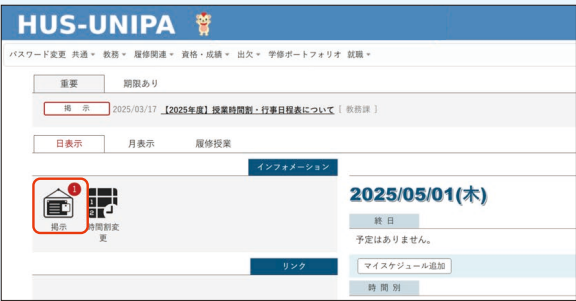 HUS-UNIPA
パスワード変更 共通▼ 教務▼ 履修関連▼ 資格・成績▼ 出欠▼ 学修ポートフォリオ 就職▼
重要 期限あり
掲 示 2025/03/17 【2025年度】授業時間割・行事日程表について [ 教務課 ]
日表示 月表示 履修授業
インフォメーション
1
掲示 時間割変
更
リンク
2025/05/01(木)
終 日
予定はありません。
マイスケジュール追加
時 間 別